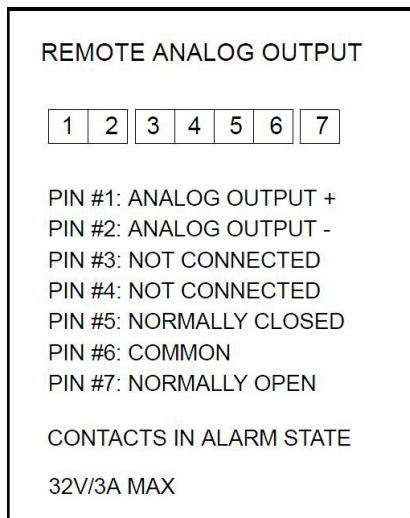 REMOTE ANALOG OUTPUT
1 2 3 4 5 6 7
PIN #1: ANALOG OUTPUT +
PIN #2: ANALOG OUTPUT -
PIN #3: NOT CONNECTED
PIN #4: NOT CONNECTED
PIN #5: NORMALLY CLOSED
PIN #6: COMMON
PIN #7: NORMALLY OPEN
CONTACTS IN ALARM STATE
32V/3A MAX